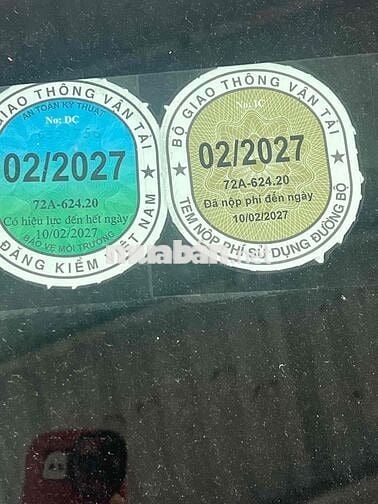 GIAO THÔNG VẬN TẢI
AN TOÀN KỸ THUẬT
No: DC
02/2027
72A-624.20
Có hiệu lực đến hết ngày
10/02/2027
BẢO VỆ MÔI TRƯỜNG
ĐĂNG KIỂM VIỆT NAM
BỘ GIAO THÔNG VẬN TẢI
No: 1C
02/2027
72A-624.20
Đã nộp phí đến ngày
10/02/2027
TEM NỘP PHÍ SỬ DỤNG ĐƯỜNG BỘ